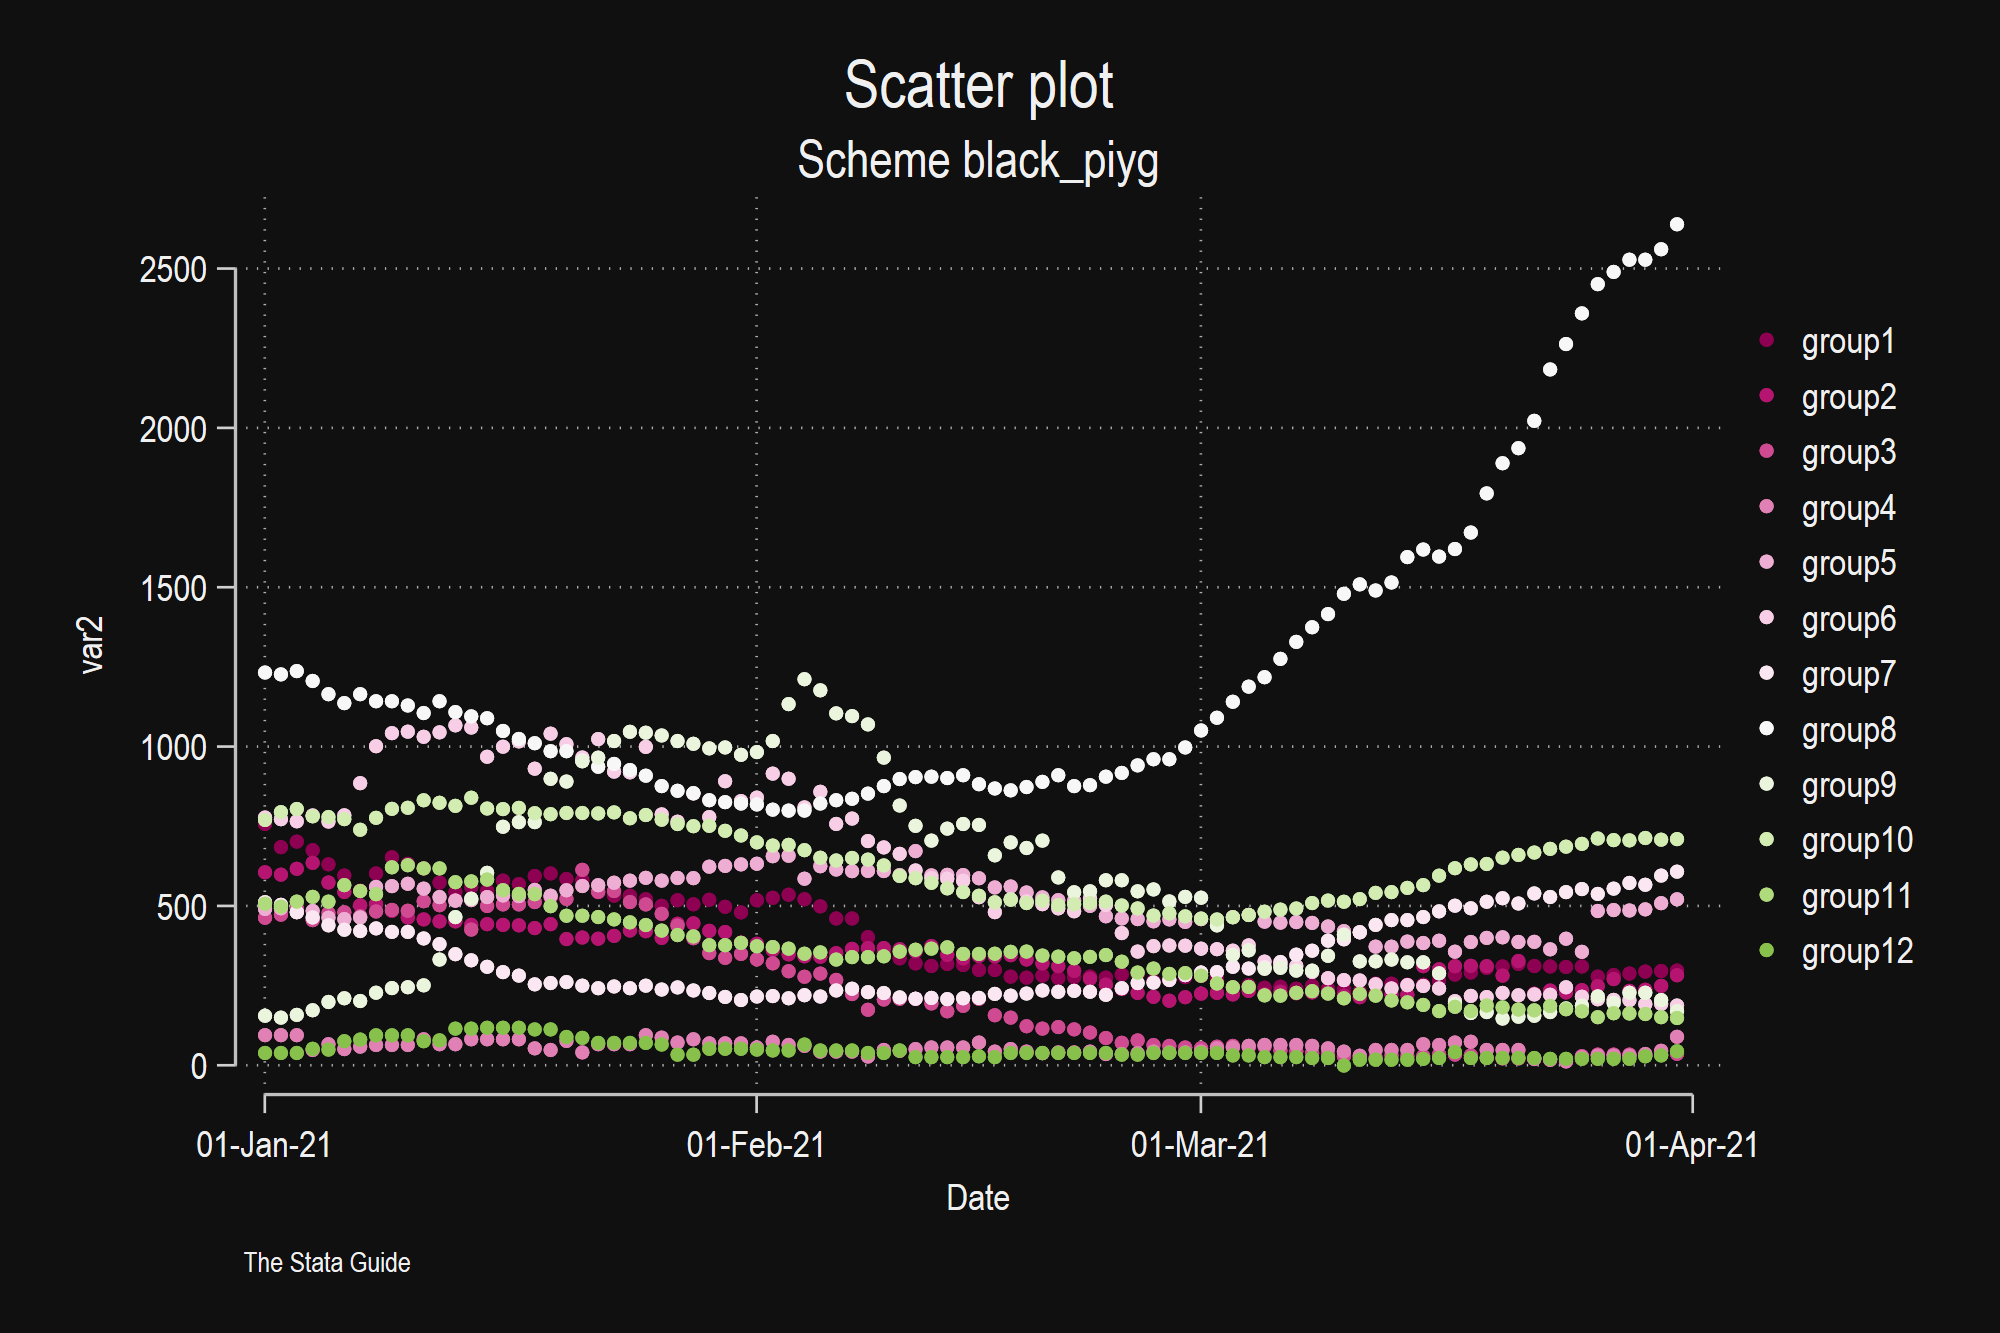 Scatter plot
Scheme black_piyg
2500
2000
1500
1000
500
0
var2
01-Jan-21
01-Feb-21
01-Mar-21
01-Apr-21
Date
group1
group2
group3
group4
group5
group6
group7
group8
group9
group10
group11
group12
The Stata Guide